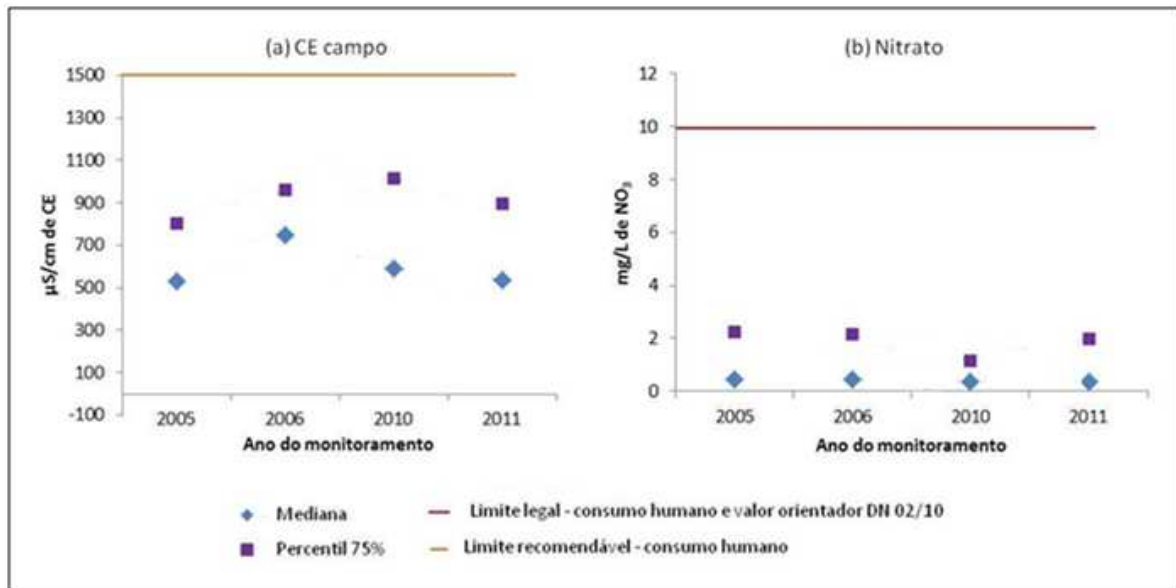 (a) CE campo
1500
1300
1100
900
700
500
300
100
-100
µS/cm de CE
2005 2006 2010 2011
Ano do monitoramento
(b) Nitrato
12
10
8
6
4
2
0
mg/L de NO₃
2005 2006 2010 2011
Ano do monitoramento
Mediana
Limite legal - consumo humano e valor orientador DN 02/10
Percentil 75%
Limite recomendável - consumo humano